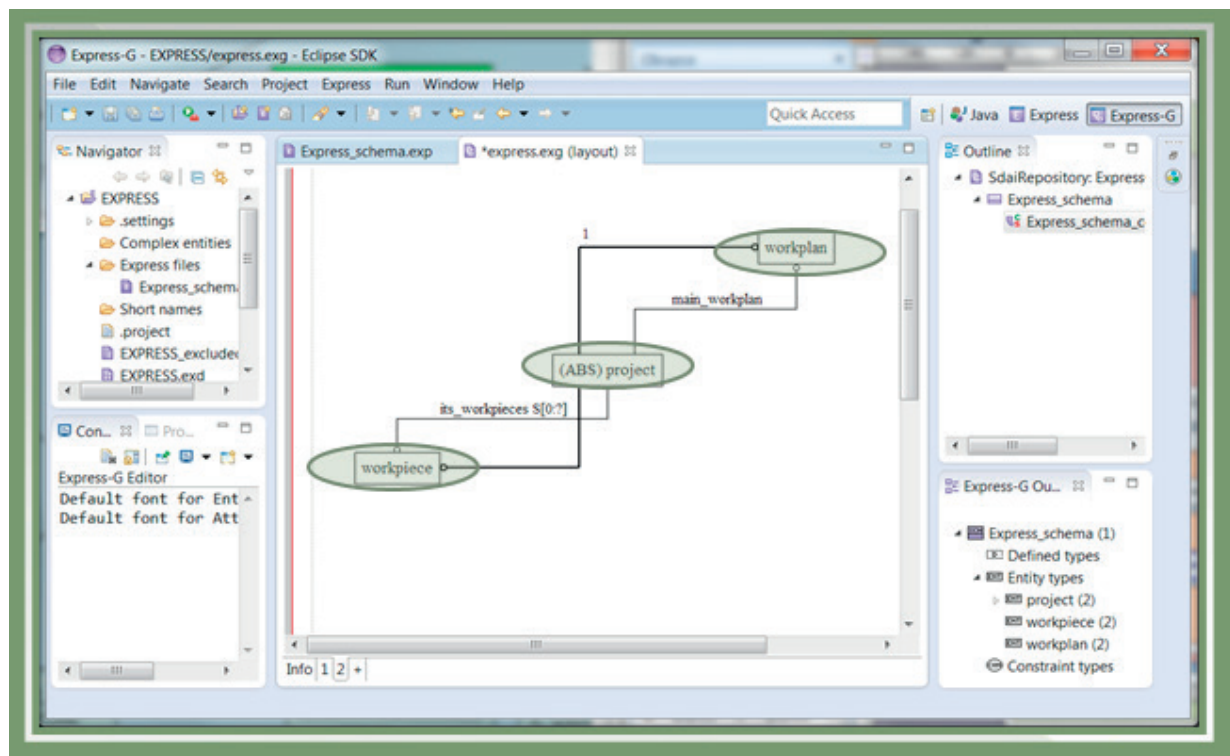 Express-G - EXPRESS/express.exg - Eclipse SDK
File Edit Navigate Search Project Express Run Window Help
Quick Access
Java Express Express-G
Navigator
EXPRESS
.settings
Complex entities
Express files
Express_schem
Short names
.project
EXPRESS_exclude
EXPRESS.exd
Con... Pro...
Express-G Editor
Default font for Ent
Default font for Att
Express_schema.exp *express.exg (layout)
1
workplan
main_workplan
(ABS) project
its_workpieces S[0:?]
workpiece
Info 1 2 +
Outline
SdaiRepository: Express
Express_schema
Express_schema_c
Express-G Ou...
Express_schema (1)
Defined types
Entity types
project (2)
workpiece (2)
workplan (2)
Constraint types